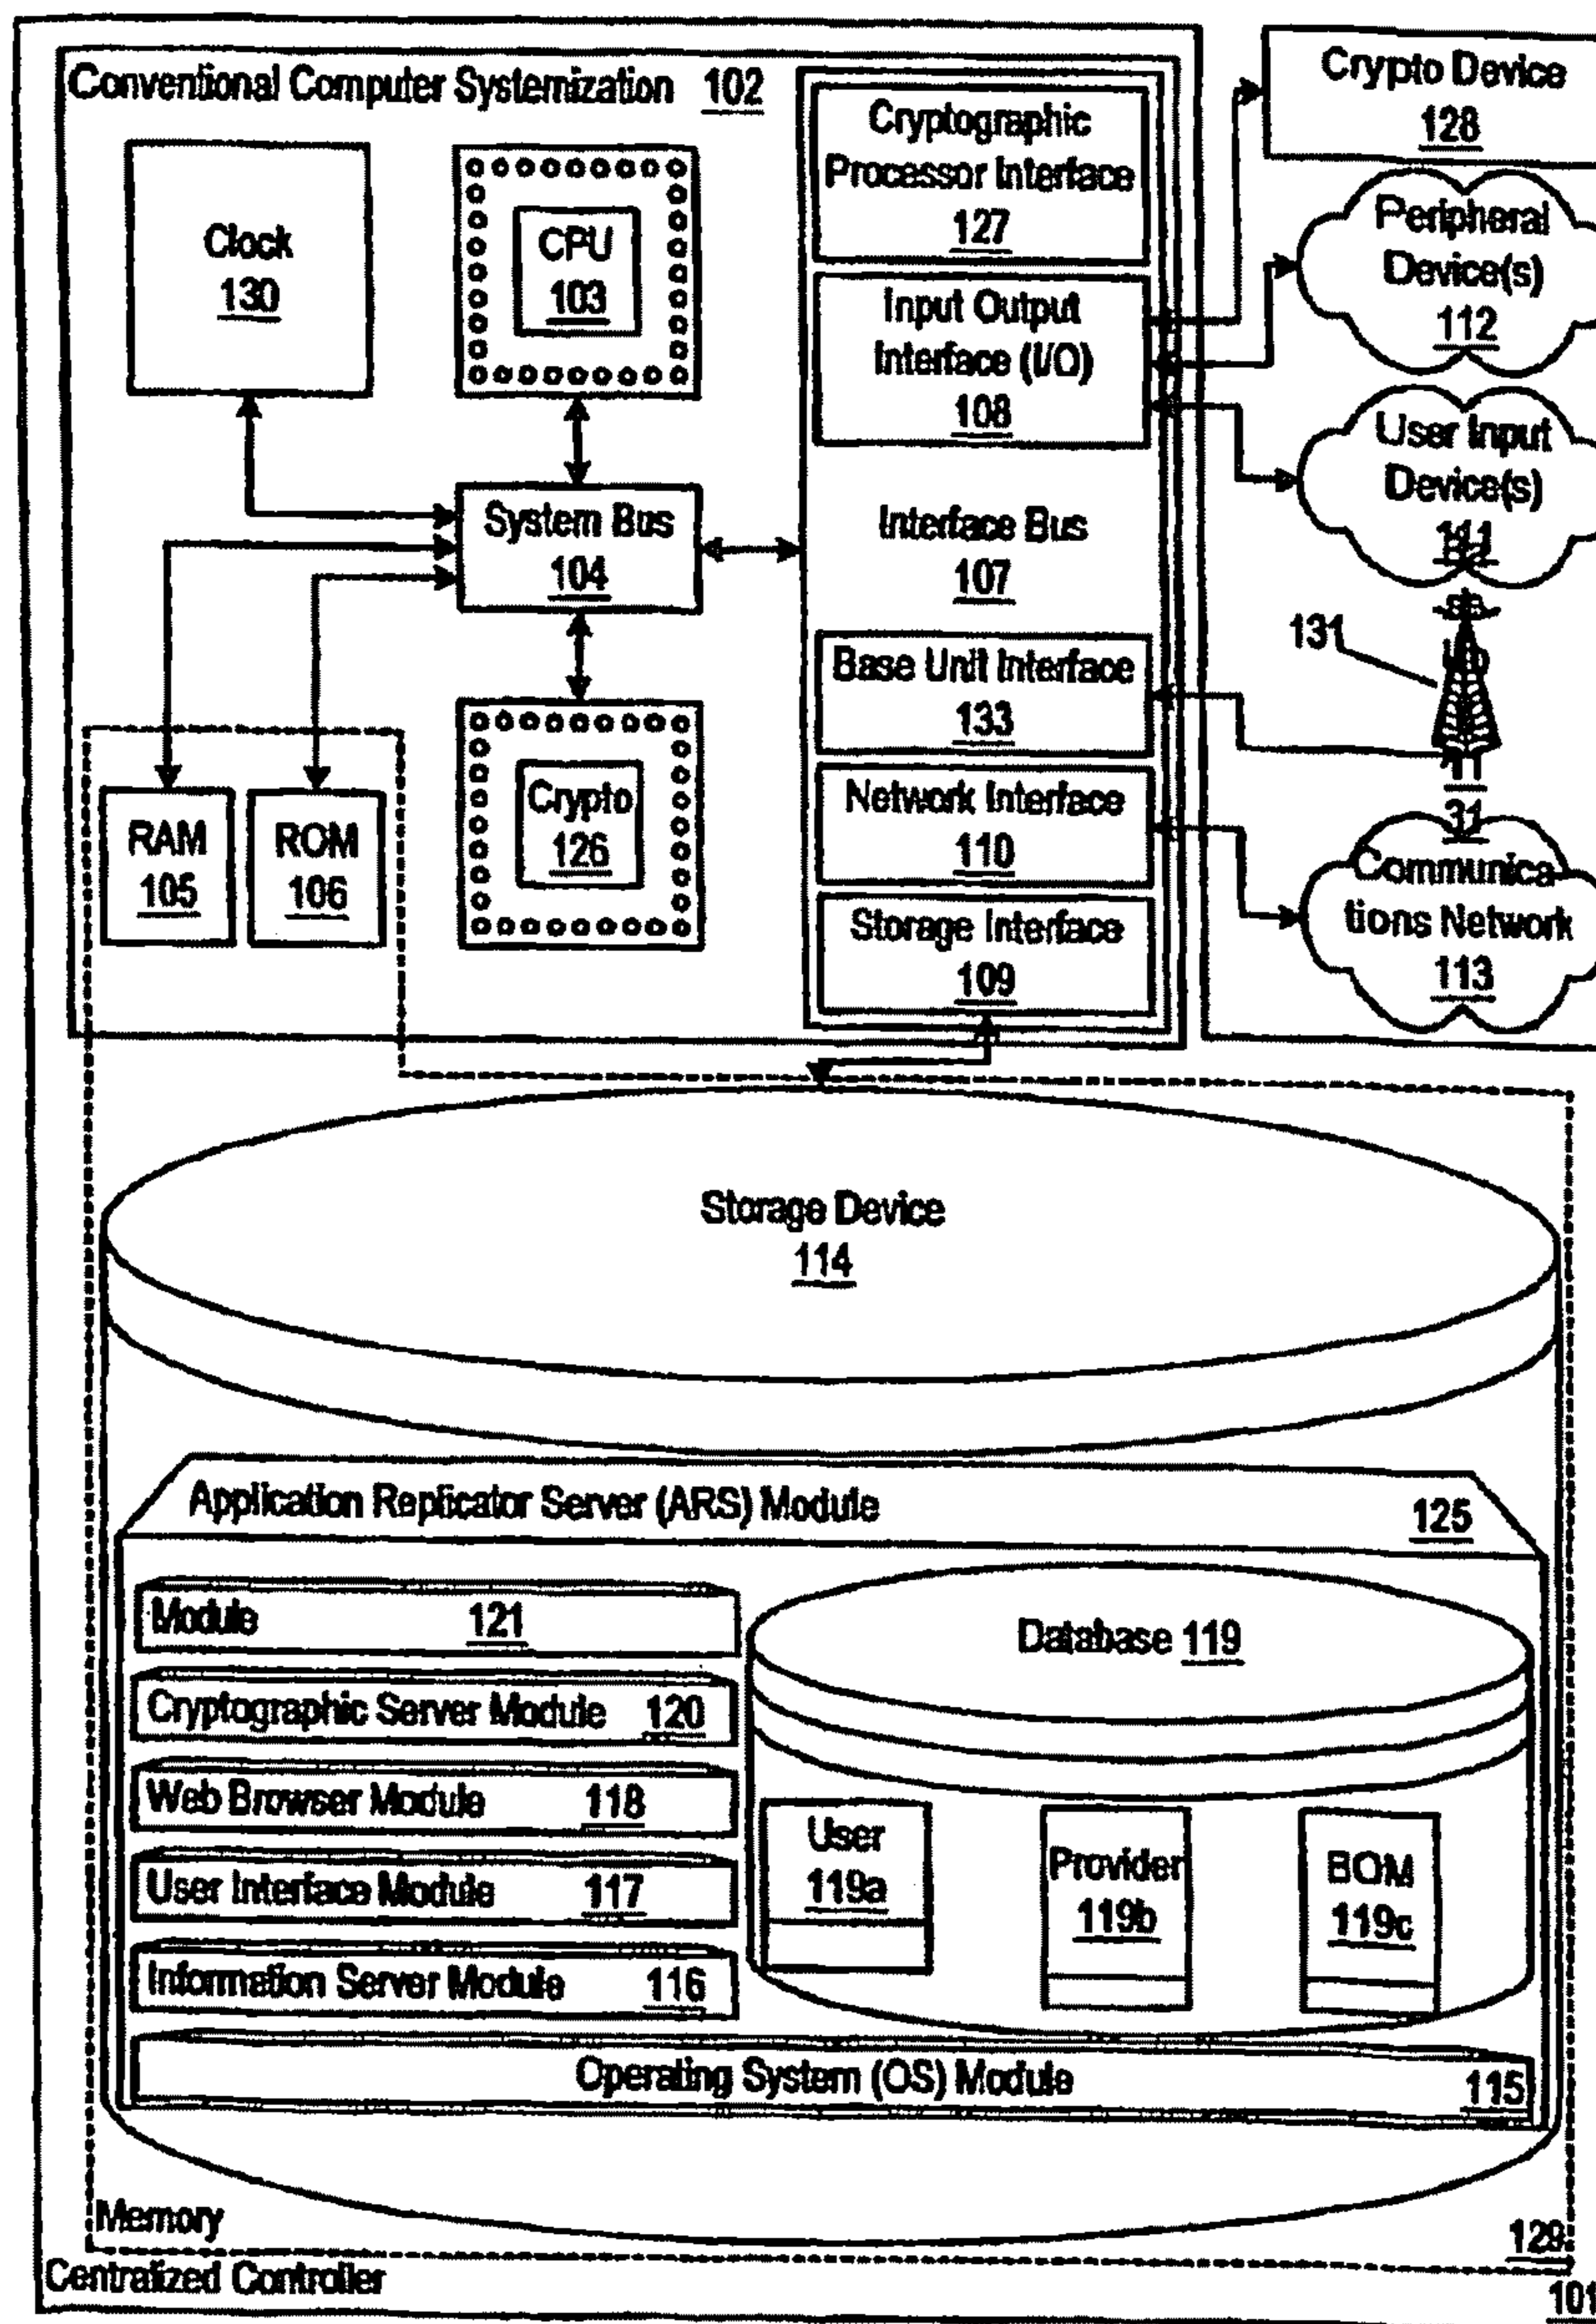 Conventional Computer Systemization 102
Clock
130
CPU
103
System Bus
104
RAM
105
ROM
106
Crypto
126
Cryptographic
Processor Interface
127
Input Output
Interface (I/O)
108
Interface Bus
107
Base Unit Interface
133
Network Interface
110
Storage Interface
109
Crypto Device
128
Peripheral
Device(s)
112
User Input
Device(s)
131
31
Communica-
tions Network
113
Storage Device
114
Application Replicator Server (ARS) Module 125
Module 121
Cryptographic Server Module 120
Web Browser Module 118
User Interface Module 117
Information Server Module 116
Database 119
User
119a
Provider
119b
BOM
119c
Operating System (OS) Module 115
Memory 129
Centralized Controller 101